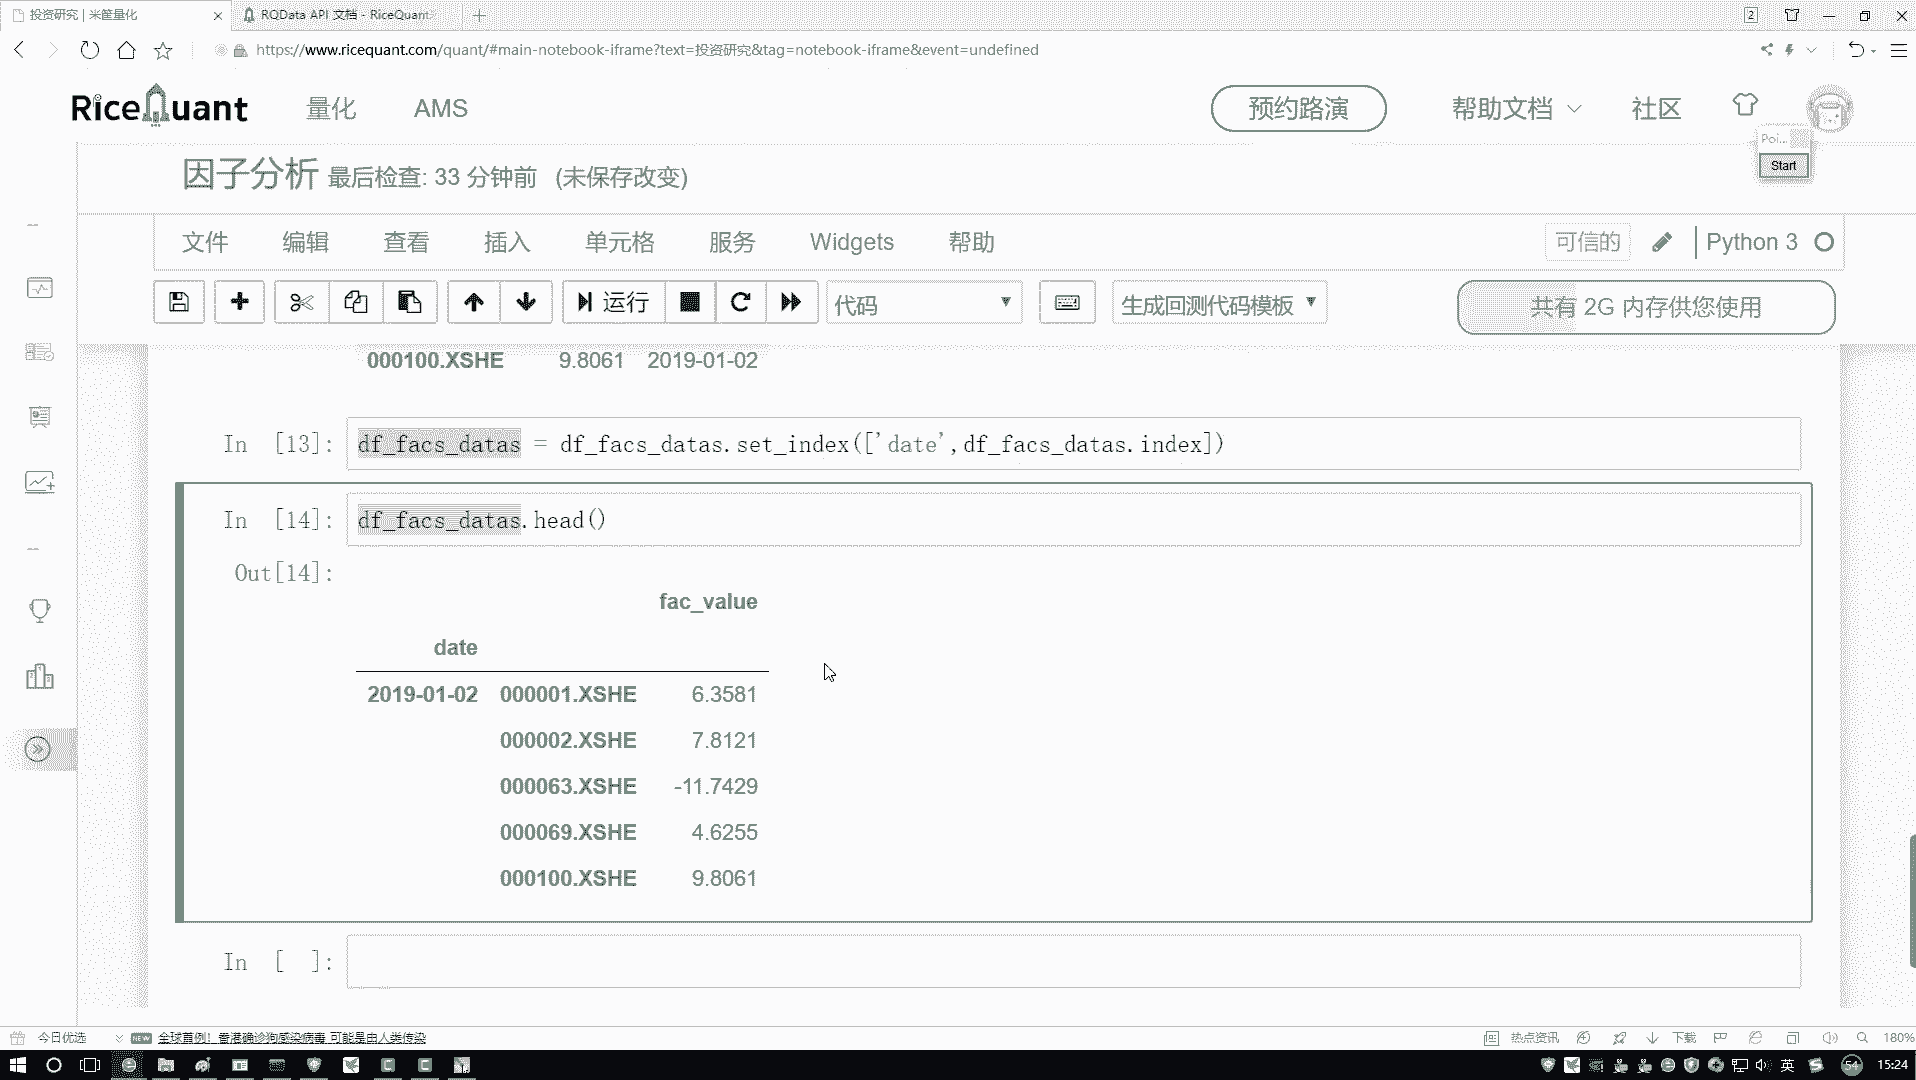 投资研究 | 米筐量化
RQData API 文档 - RiceQuant
2
https://www.ricequant.com/quant/#main-notebook-iframe?text=投资研究&tag=notebook-iframe&event=undefined
RiceQuant 量化 AMS 预约路演 帮助文档 社区
Poi...
Start
因子分析 最后检查: 33 分钟前 (未保存改变)
文件 编辑 查看 插入 单元格 服务 Widgets 帮助 可信的 Python 3
运行 代码 生成回测代码模板 共有 2G 内存供您使用
000100.XSHE 9.8061 2019-01-02
In [13]: df_facs_datas = df_facs_datas.set_index(['date',df_facs_datas.index])
In [14]: df_facs_datas.head()
Out[14]:
fac_value
date
2019-01-02 000001.XSHE 6.3581
000002.XSHE 7.8121
000063.XSHE -11.7429
000069.XSHE 4.6255
000100.XSHE 9.8061
In [ ]:
今日优选 NEW 全球首例！香港确诊狗感染病毒 可能是由人类传染 热点资讯 下载 180%
英 54 15:24